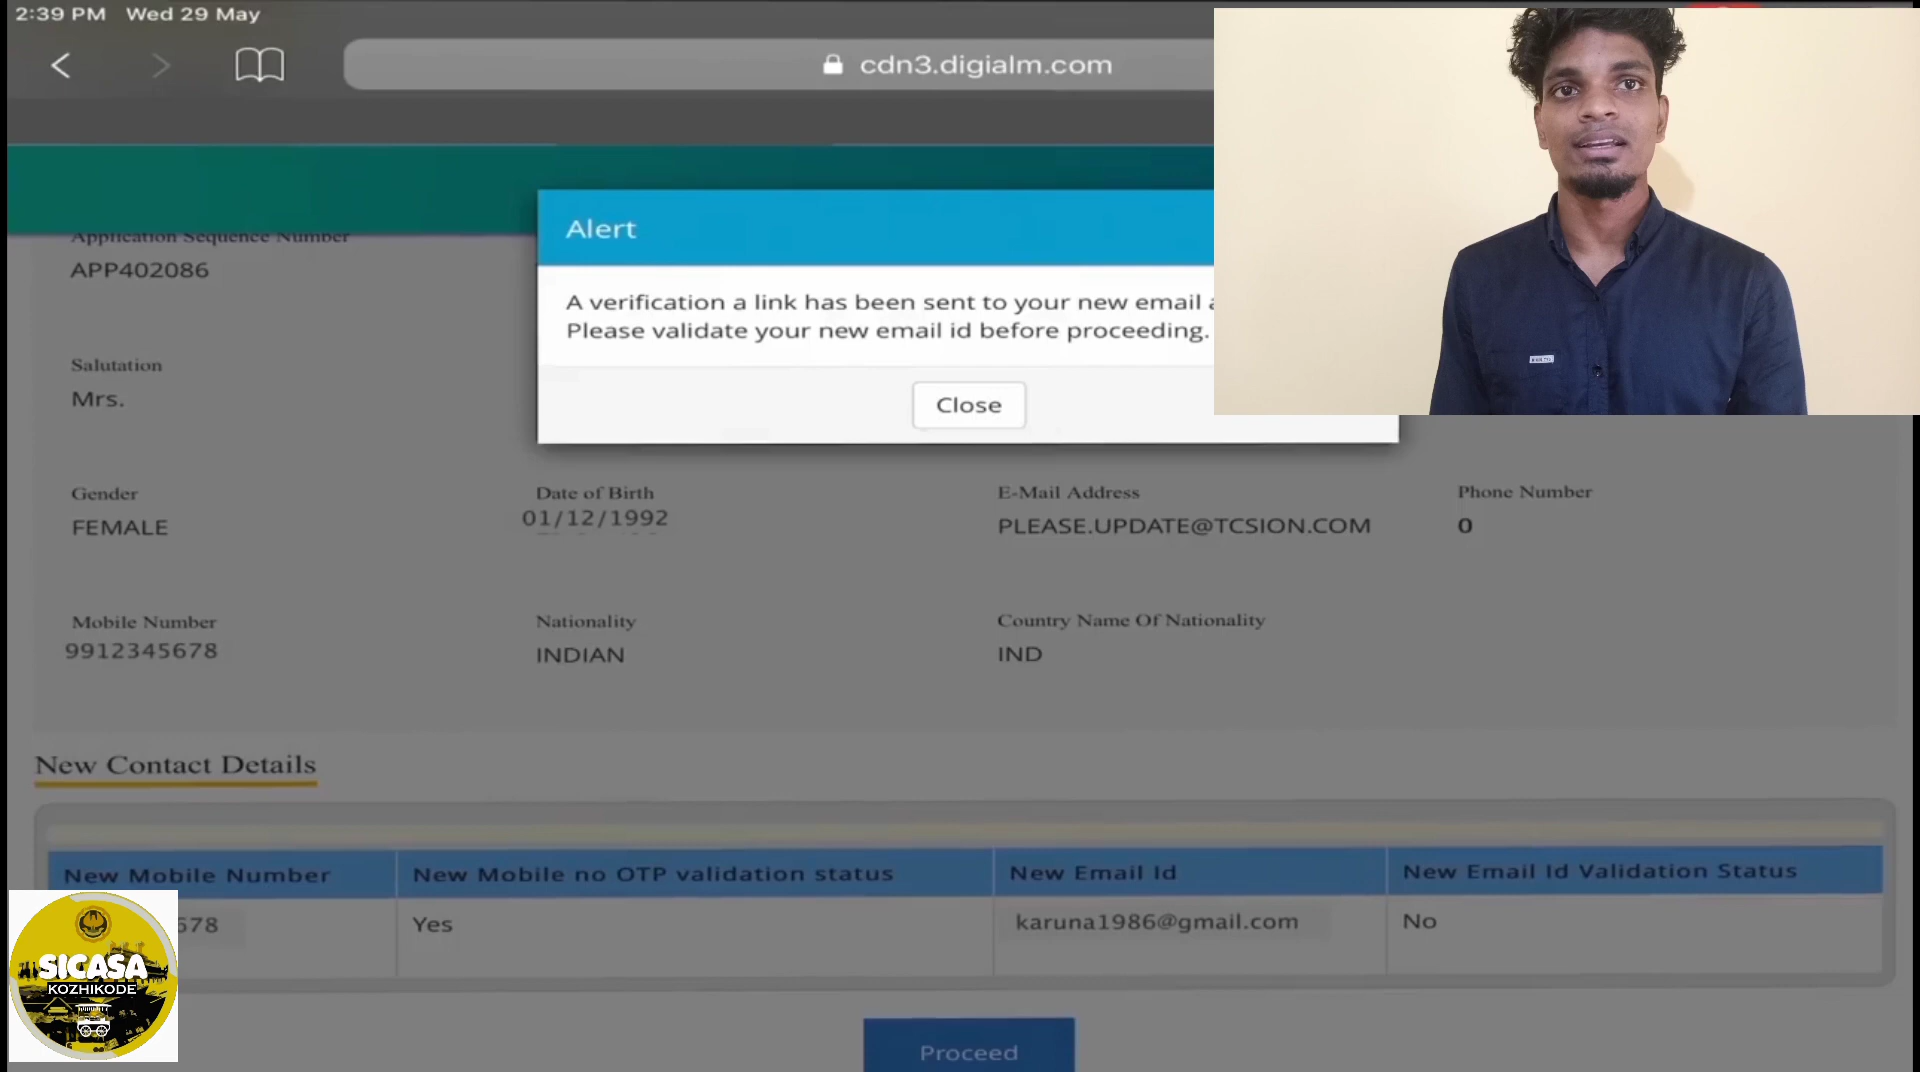 2:39 PM Wed 29 May
cdn3.digialm.com
Alert
A verification a link has been sent to your new email
Please validate your new email id before proceeding.
Close
Application Sequence Number
APP402086
Salutation
Mrs.
Gender
FEMALE
Date of Birth
01/12/1992
E-Mail Address
PLEASE.UPDATE@TCSION.COM
Phone Number
0
Mobile Number
9912345678
Nationality
INDIAN
Country Name Of Nationality
IND
New Contact Details
New Mobile Number New Mobile no OTP validation status New Email Id New Email Id Validation Status
678 Yes karuna1986@gmail.com No
Proceed
SICASA
KOZHIKODE